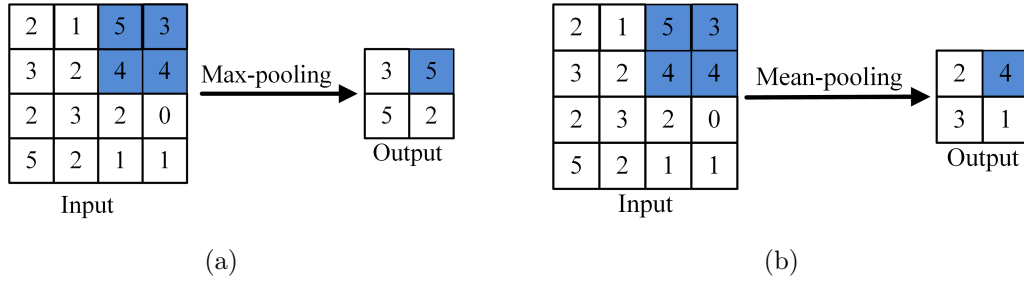 2 1 5 3
3 2 4 4
2 3 2 0
5 2 1 1
Input
Max-pooling
3 5
5 2
Output
(a)
2 1 5 3
3 2 4 4
2 3 2 0
5 2 1 1
Input
Mean-pooling
2 4
3 1
Output
(b)